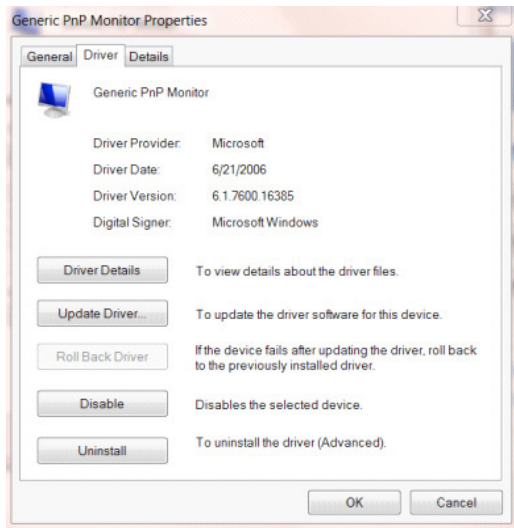 Generic PnP Monitor Properties
General Driver Details
Generic PnP Monitor
Driver Provider: Microsoft
Driver Date: 6/21/2006
Driver Version: 6.1.7600.16385
Digital Signer: Microsoft Windows
Driver Details To view details about the driver files.
Update Driver... To update the driver software for this device.
Roll Back Driver If the device fails after updating the driver, roll back
to the previously installed driver.
Disable Disables the selected device.
Uninstall To uninstall the driver (Advanced).
OK Cancel